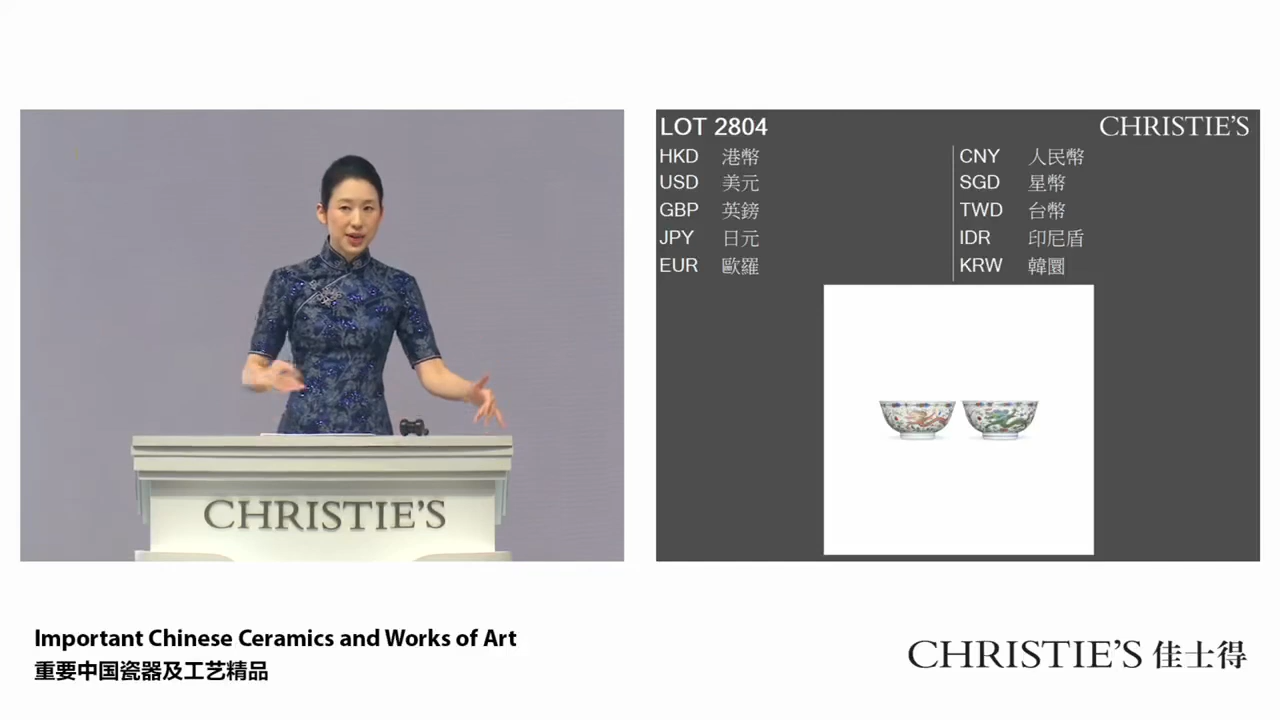 CHRISTIE'S
LOT 2804
CHRISTIE'S
HKD 港幣
USD 美元
GBP 英鎊
JPY 日元
EUR 歐羅
CNY 人民幣
SGD 星幣
TWD 台幣
IDR 印尼盾
KRW 韓圜
Important Chinese Ceramics and Works of Art
重要中国瓷器及工艺精品
CHRISTIE'S 佳士得